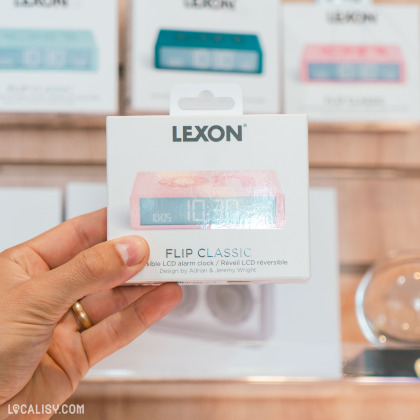 LEXON
LEXON
LEXON
LEXON®
10:30
FLIP CLASSIC
LCD alarm clock / Réveil LCD réversible
Design by Adrian & Jeremy Wright
LOCALISY.COM